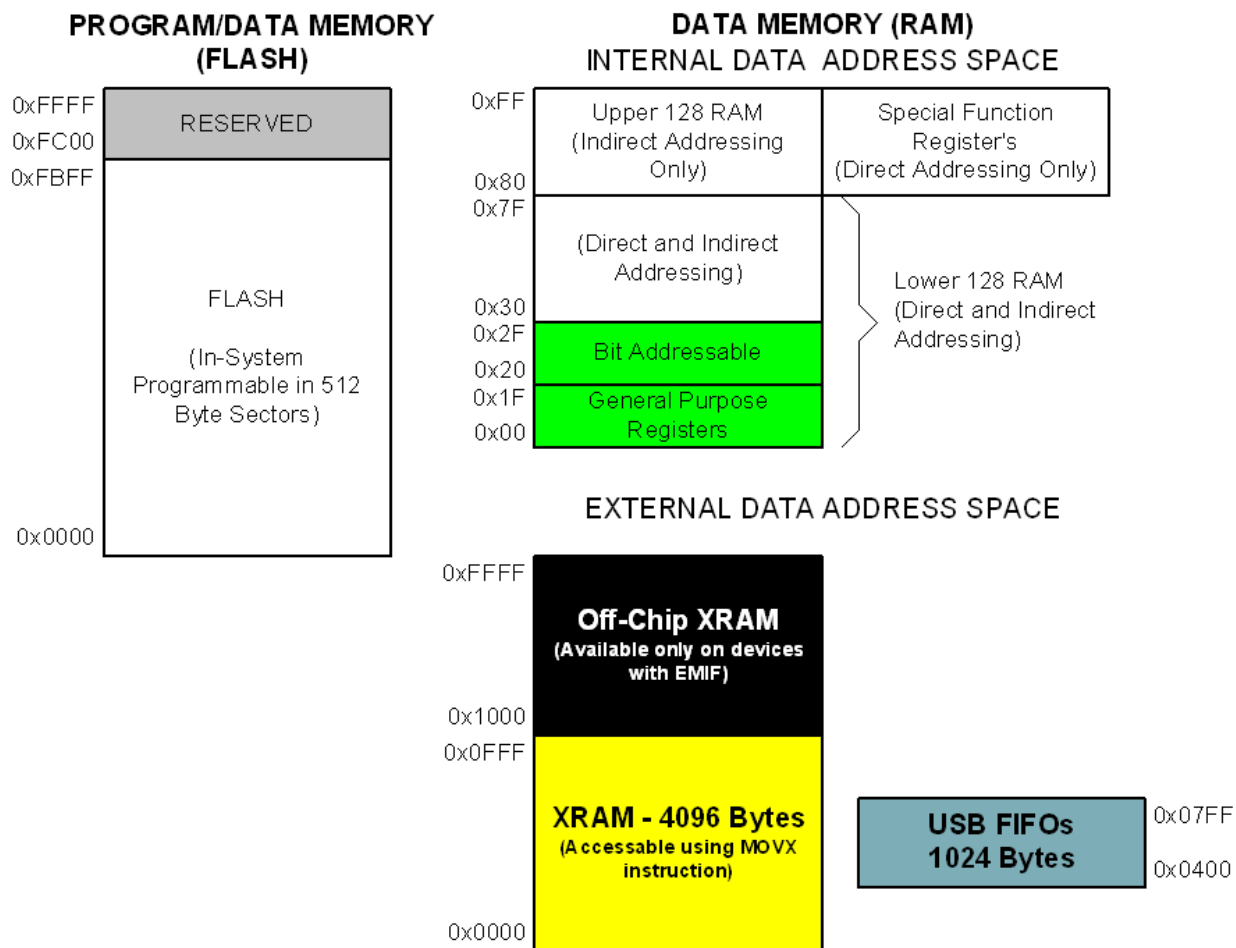 PROGRAM/DATA MEMORY
(FLASH)
0xFFFF
RESERVED
0xFC00
0xFBFF
FLASH
(In-System
Programmable in 512
Byte Sectors)
0x0000
DATA MEMORY (RAM)
INTERNAL DATA ADDRESS SPACE
0xFF
Upper 128 RAM
(Indirect Addressing
Only)
Special Function
Register's
(Direct Addressing Only)
0x80
0x7F
(Direct and Indirect
Addressing)
0x30
0x2F
Bit Addressable
0x20
0x1F
General Purpose
Registers
0x00
Lower 128 RAM
(Direct and Indirect
Addressing)
EXTERNAL DATA ADDRESS SPACE
0xFFFF
Off-Chip XRAM
(Available only on devices
with EMIF)
0x1000
0x0FFF
XRAM - 4096 Bytes
(Accessable using MOVX
instruction)
0x0000
USB FIFOs
1024 Bytes
0x07FF
0x0400